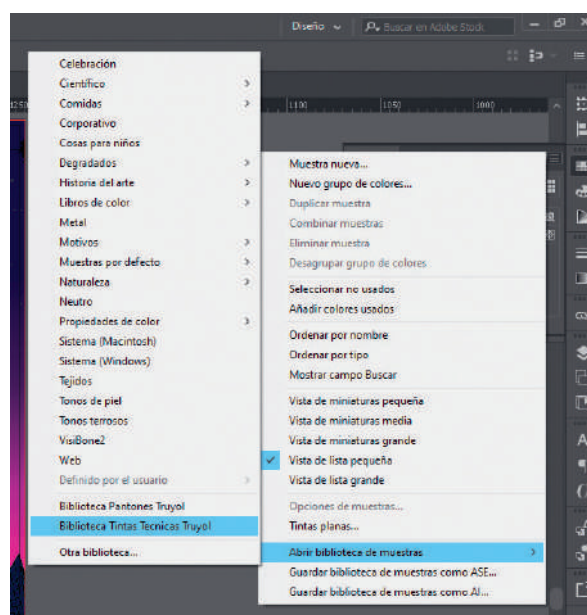 Diseño
Buscar en Adobe Stock
1250
1100
1050
1000
Celebración
Científico
Comidas
Corporativo
Cosas para niños
Degradados
Historia del arte
Libros de color
Metal
Motivos
Muestras por defecto
Naturaleza
Neutro
Propiedades de color
Sistema (Macintosh)
Sistema (Windows)
Tejidos
Tonos de piel
Tonos terrosos
VisiBone2
Web
Definido por el usuario
Biblioteca Pantones Truyol
Biblioteca Tintas Tecnicas Truyol
Otra biblioteca...
Muestra nueva...
Nuevo grupo de colores...
Duplicar muestra
Combinar muestras
Eliminar muestra
Desagrupar grupo de colores
Seleccionar no usados
Añadir colores usados
Ordenar por nombre
Ordenar por tipo
Mostrar campo Buscar
Vista de miniaturas pequeña
Vista de miniaturas media
Vista de miniaturas grande
Vista de lista pequeña
Vista de lista grande
Opciones de muestras...
Tintas planas...
Abrir biblioteca de muestras
Guardar biblioteca de muestras como ASE...
Guardar biblioteca de muestras como AI...